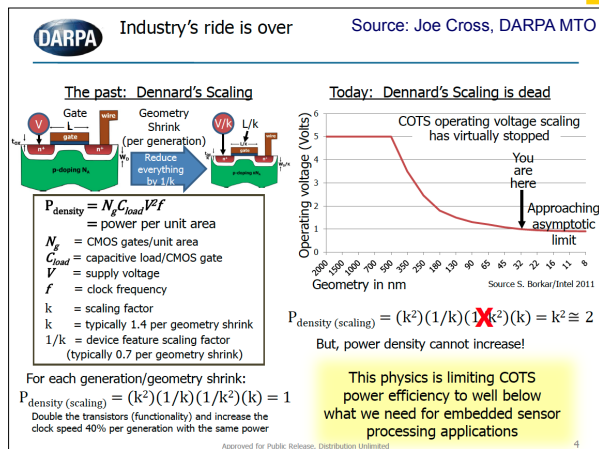 DARPA
Industry's ride is over
Source: Joe Cross, DARPA MTO
The past: Dennard's Scaling
Gate
V
wire
gate
tox
n+
n+
WD
p-doping NA
Geometry
Shrink
(per generation)
Reduce
everything
by 1/k
V/k
L/k
wire
gate
Pdensity = NgCloadV²f
= power per unit area
Ng = CMOS gates/unit area
Cload = capacitive load/CMOS gate
V = supply voltage
f = clock frequency
k = scaling factor
k = typically 1.4 per geometry shrink
1/k = device feature scaling factor
(typically 0.7 per geometry shrink)
For each generation/geometry shrink:
Pdensity (scaling) = (k²)(1/k)(1/k²)(k) = 1
Double the transistors (functionality) and increase the
clock speed 40% per generation with the same power
Today: Dennard's Scaling is dead
Operating voltage (Volts)
6
5
4
3
2
1
0
COTS operating voltage scaling
has virtually stopped
You
are
here
Approaching
asymptotic
limit
2000 1000 700 500 350 250 180 130 90 65 45 32 22 16 11 8
Geometry in nm
Source S. Borkar/Intel 2011
Pdensity (scaling) = (k²)(1/k)(1/k²)(k) = k² ≅ 2
X
But, power density cannot increase!
This physics is limiting COTS
power efficiency to well below
what we need for embedded sensor
processing applications
Approved for Public Release, Distribution Unlimited
4